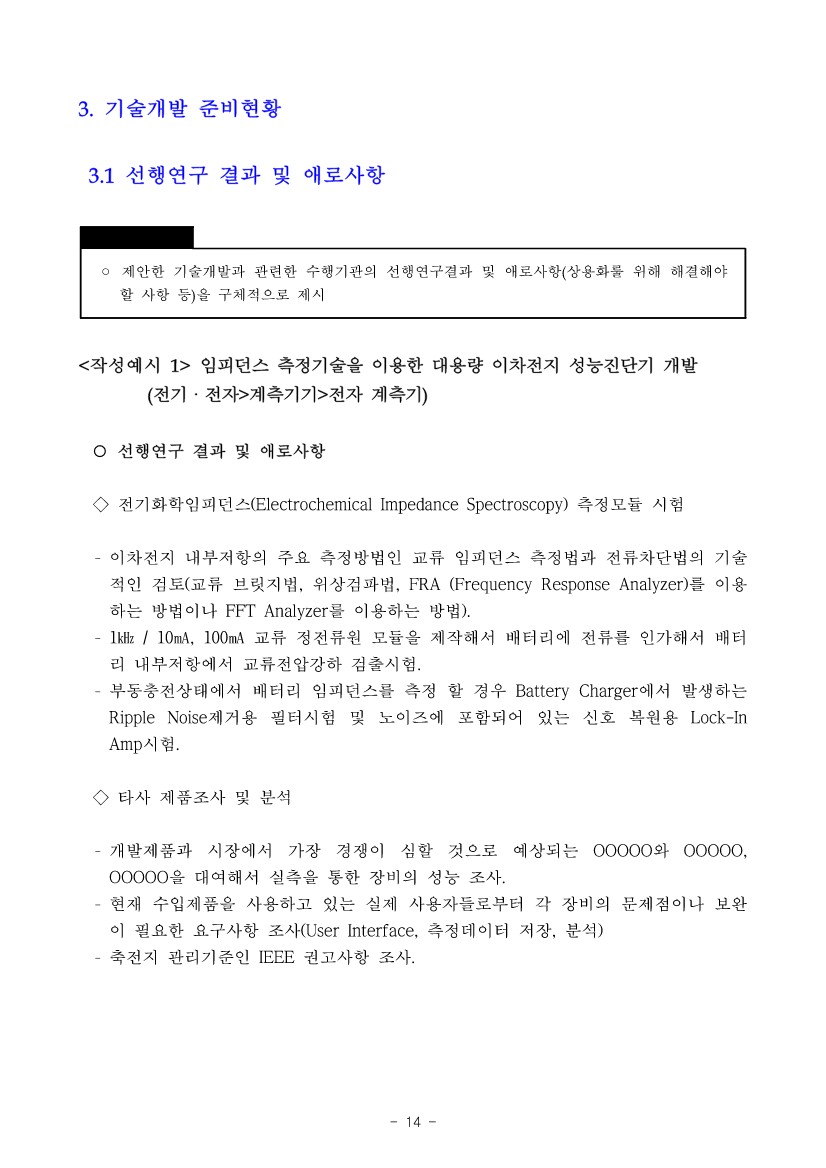 3. 기술개발 준비현황
3.1 선행연구 결과 및 애로사항
○ 제안한 기술개발과 관련한 수행기관의 선행연구결과 및 애로사항(상용화를 위해 해결해야
할 사항 등)을 구체적으로 제시
<작성예시 1> 임피던스 측정기술을 이용한 대용량 이차전지 성능진단기 개발
(전기ㆍ전자>계측기기>전자 계측기)
○ 선행연구 결과 및 애로사항
◇ 전기화학임피던스(Electrochemical Impedance Spectroscopy) 측정모듈 시험
- 이차전지 내부저항의 주요 측정방법인 교류 임피던스 측정법과 전류차단법의 기술
적인 검토(교류 브릿지법, 위상검파법, FRA (Frequency Response Analyzer)를 이용
하는 방법이나 FFT Analyzer를 이용하는 방법).
- 1㎑ / 10㎃, 100㎃ 교류 정전류원 모듈을 제작해서 배터리에 전류를 인가해서 배터
리 내부저항에서 교류전압강하 검출시험.
- 부동충전상태에서 배터리 임피던스를 측정 할 경우 Battery Charger에서 발생하는
Ripple Noise제거용 필터시험 및 노이즈에 포함되어 있는 신호 복원용 Lock-In
Amp시험.
◇ 타사 제품조사 및 분석
- 개발제품과 시장에서 가장 경쟁이 심할 것으로 예상되는 OOOOO와 OOOOO,
OOOOO을 대여해서 실측을 통한 장비의 성능 조사.
- 현재 수입제품을 사용하고 있는 실제 사용자들로부터 각 장비의 문제점이나 보완
이 필요한 요구사항 조사(User Interface, 측정데이터 저장, 분석)
- 축전지 관리기준인 IEEE 권고사항 조사.
- 14 -